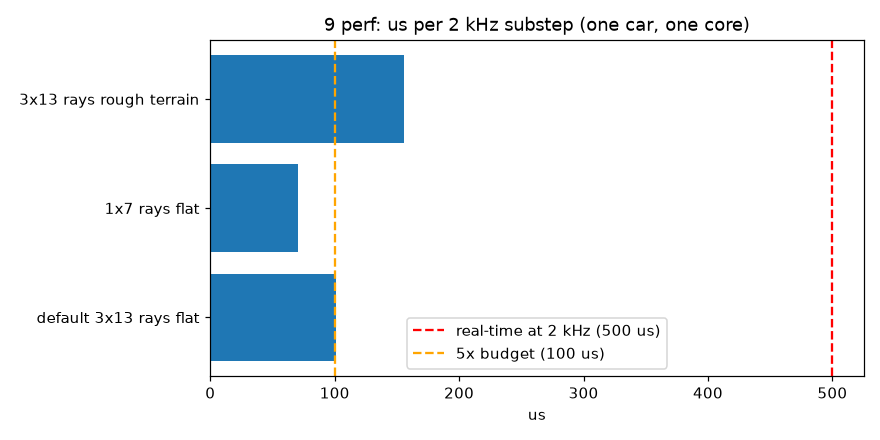 9 perf: us per 2 kHz substep (one car, one core)
3x13 rays rough terrain
1x7 rays flat
default 3x13 rays flat
real-time at 2 kHz (500 us)
5x budget (100 us)
0 100 200 300 400 500
us